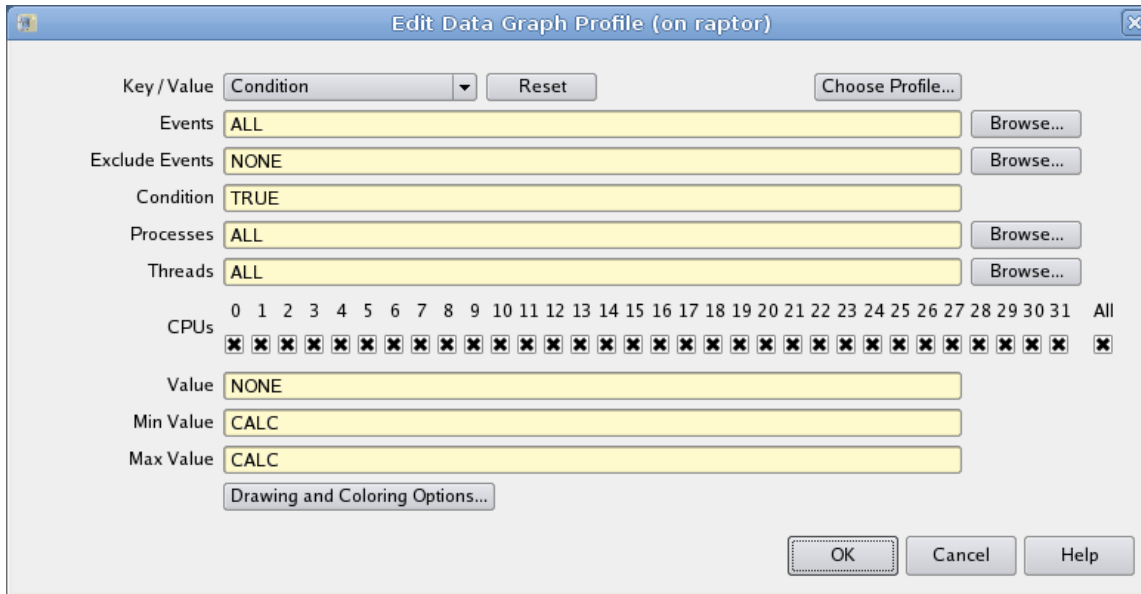 Edit Data Graph Profile (on raptor)
Key / Value Condition Reset Choose Profile...
Events ALL Browse...
Exclude Events NONE Browse...
Condition TRUE
Processes ALL Browse...
Threads ALL Browse...
0 1 2 3 4 5 6 7 8 9 10 11 12 13 14 15 16 17 18 19 20 21 22 23 24 25 26 27 28 29 30 31 All
CPUs
Value NONE
Min Value CALC
Max Value CALC
Drawing and Coloring Options...
OK Cancel Help